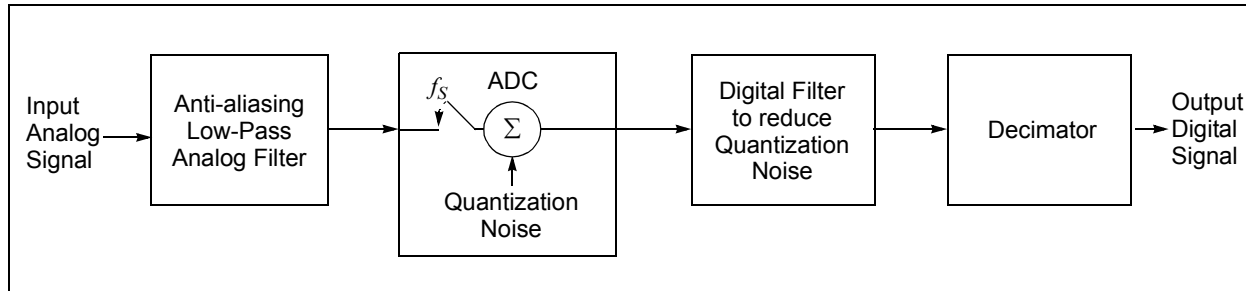 Input
Analog
Signal
Anti-aliasing
Low-Pass
Analog Filter
ADC
fS
Σ
Quantization
Noise
Digital Filter
to reduce
Quantization
Noise
Decimator
Output
Digital
Signal